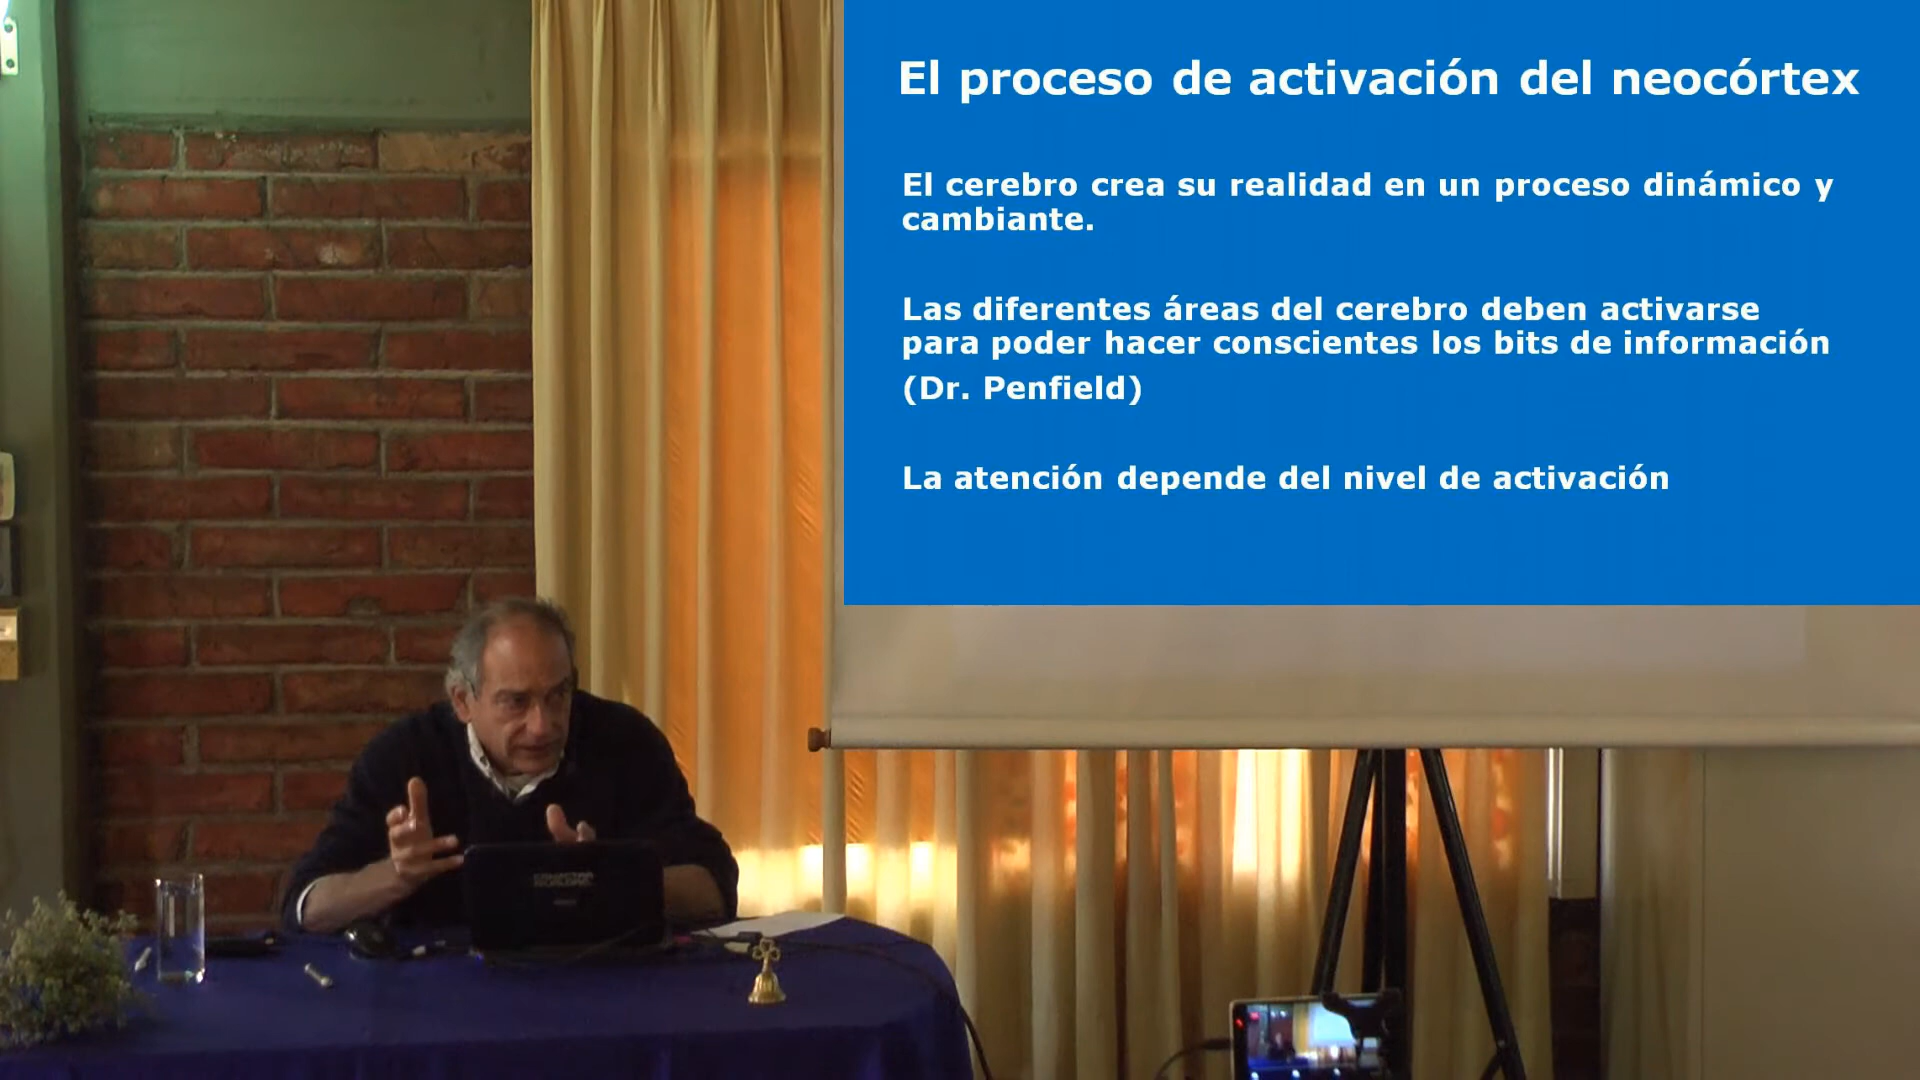 El proceso de activación del neocórtex
El cerebro crea su realidad en un proceso dinámico y
cambiante.
Las diferentes áreas del cerebro deben activarse
para poder hacer conscientes los bits de información
(Dr. Penfield)
La atención depende del nivel de activación
CONECTAR
IGUALDAD